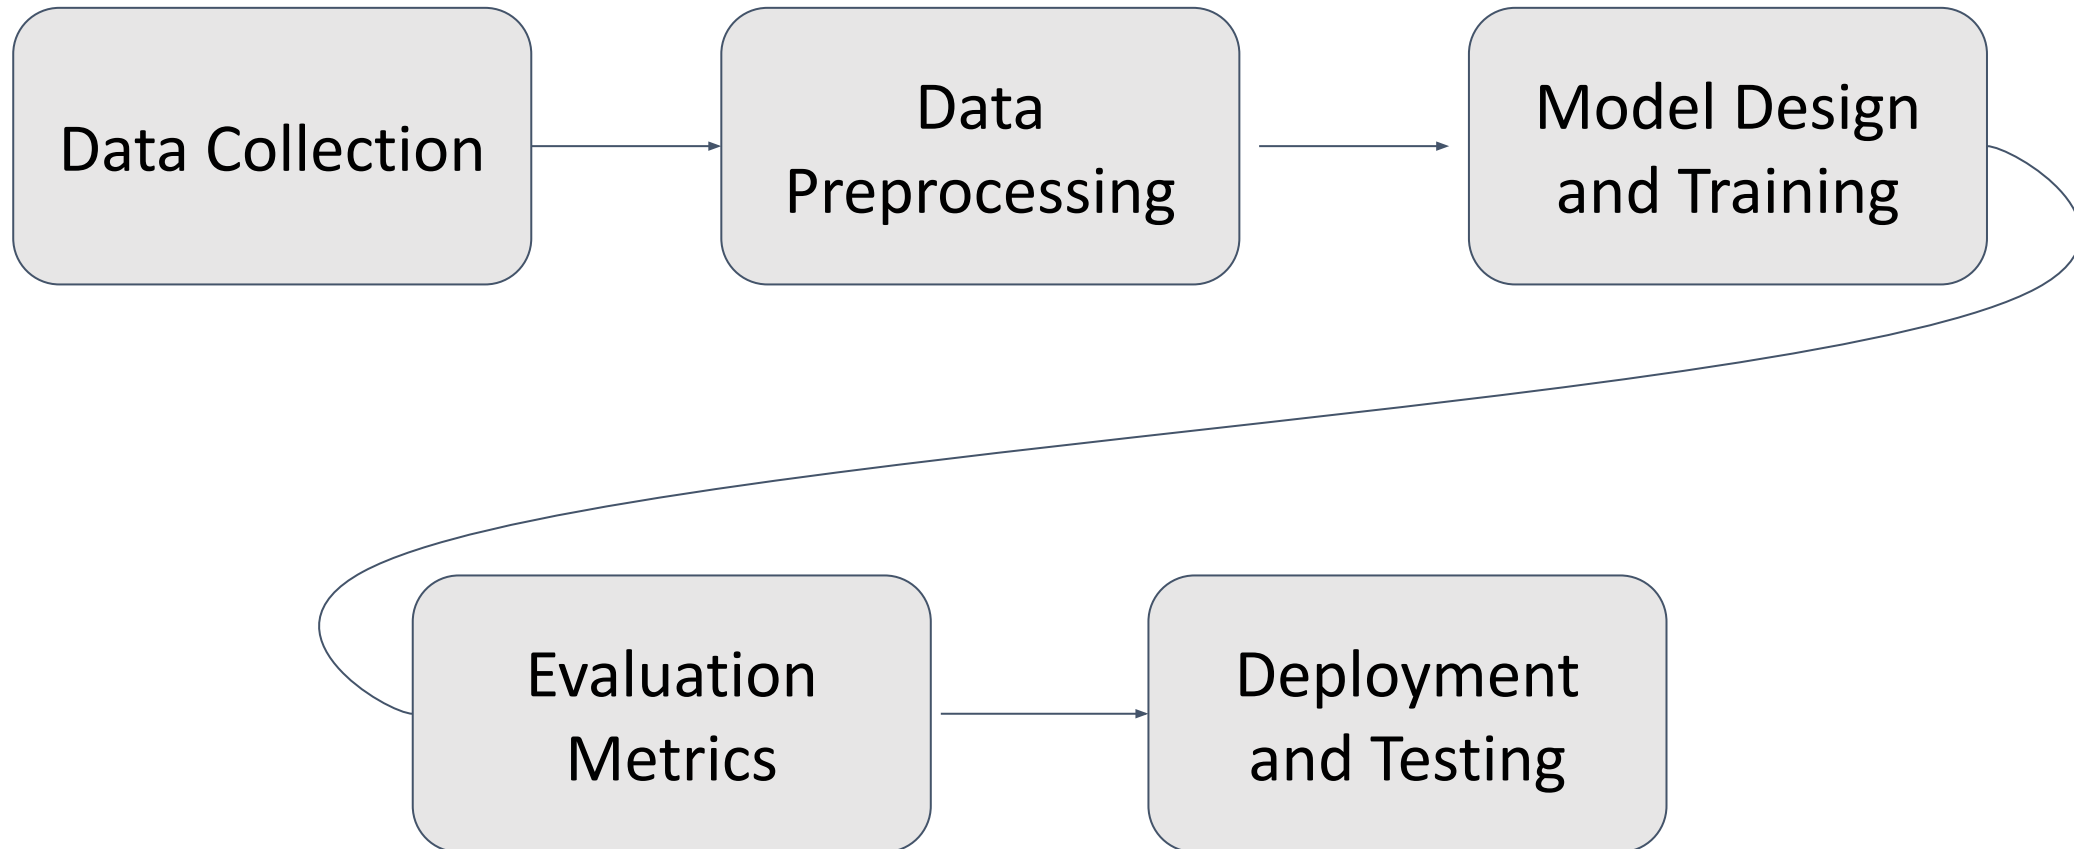 Data Collection
Data
Preprocessing
Model Design
and Training
Evaluation
Metrics
Deployment
and Testing